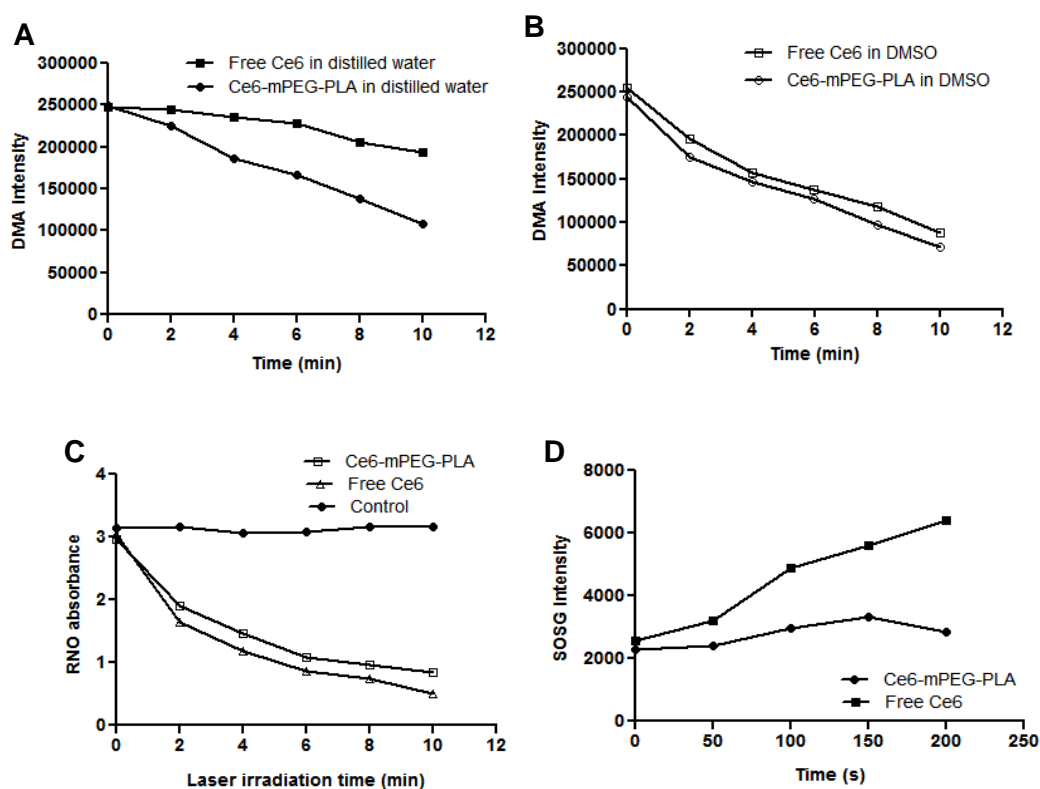 A
Free Ce6 in distilled water
Ce6-mPEG-PLA in distilled water
DMA Intensity
300000
250000
200000
150000
100000
50000
0
0 2 4 6 8 10 12
Time (min)
B
Free Ce6 in DMSO
Ce6-mPEG-PLA in DMSO
DMA Intensity
300000
250000
200000
150000
100000
50000
0
0 2 4 6 8 10 12
Time (min)
C
Ce6-mPEG-PLA
Free Ce6
Control
RNO absorbance
4
3
2
1
0
0 2 4 6 8 10 12
Laser irradiation time (min)
D
SOSG Intensity
8000
6000
4000
2000
0
Ce6-mPEG-PLA
Free Ce6
0 50 100 150 200 250
Time (s)